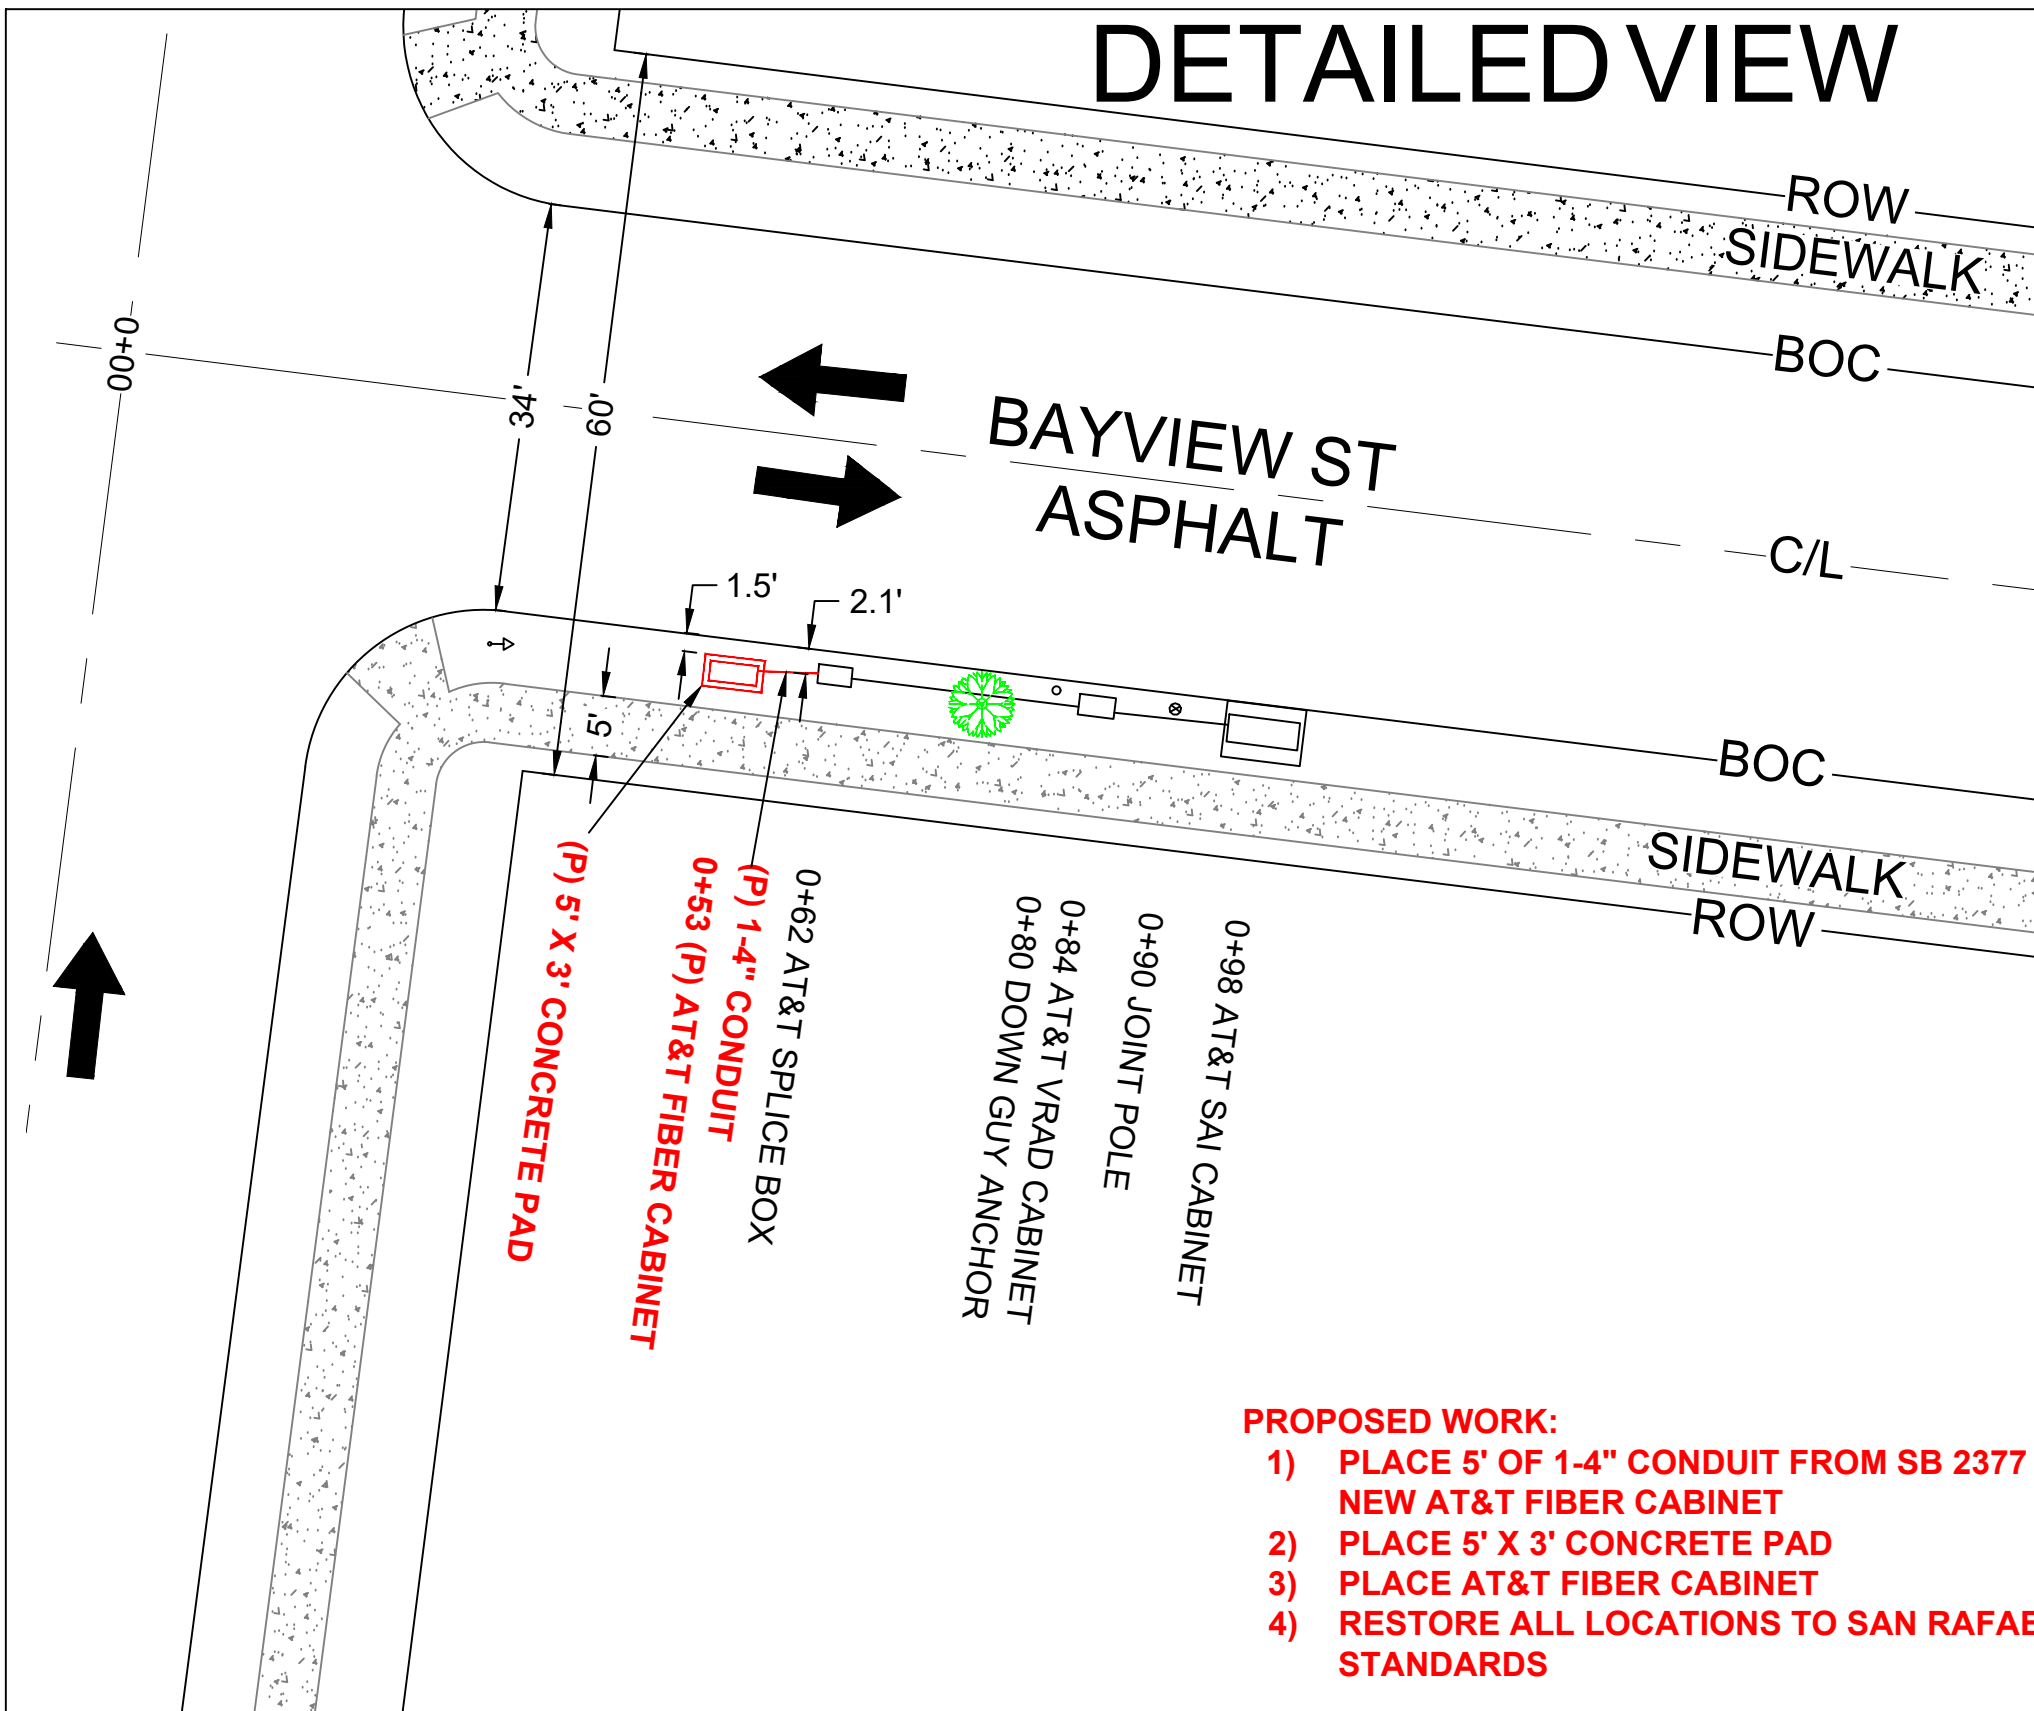 DETAILED VIEW
ROW
SIDEWALK
BOC
0+00
34'
60'
BAYVIEW ST
ASPHALT
C/L
1.5'
2.1'
5'
BOC
SIDEWALK
ROW
(P) 5' X 3' CONCRETE PAD
0+53 (P) AT&T FIBER CABINET
(P) 1-4" CONDUIT
0+62 AT&T SPLICE BOX
0+80 DOWN GUY ANCHOR
0+84 AT&T VRAD CABINET
0+90 JOINT POLE
0+98 AT&T SAI CABINET
PROPOSED WORK:
1) PLACE 5' OF 1-4" CONDUIT FROM SB 2377
NEW AT&T FIBER CABINET
2) PLACE 5' X 3' CONCRETE PAD
3) PLACE AT&T FIBER CABINET
4) RESTORE ALL LOCATIONS TO SAN
STANDARDS